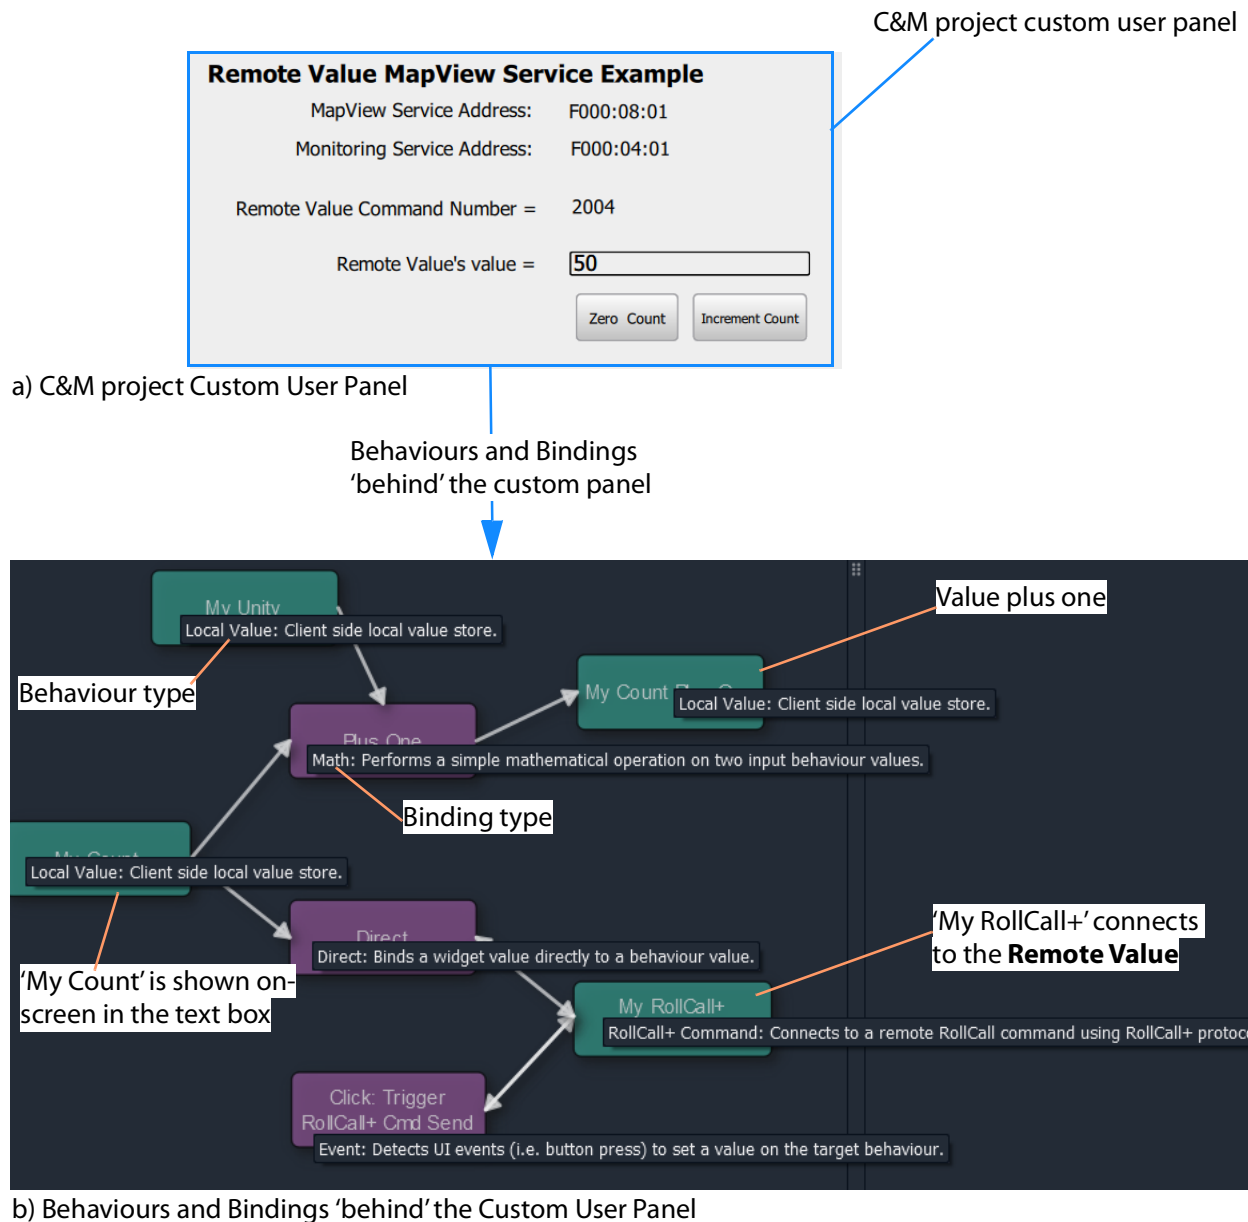 C&M project custom user panel
Remote Value MapView Service Example
MapView Service Address: F000:08:01
Monitoring Service Address: F000:04:01
Remote Value Command Number = 2004
Remote Value's value = 50
Zero Count Increment Count
a) C&M project Custom User Panel
Behaviours and Bindings
‘behind’ the custom panel
My Unity
Local Value: Client side local value store.
Value plus one
Behaviour type
My Count
Local Value: Client side local value store.
Plus One
Math: Performs a simple mathematical operation on two input behaviour values.
Binding type
My Count
Local Value: Client side local value store.
‘My RollCall+’ connects
to the Remote Value
Direct
Direct: Binds a widget value directly to a behaviour value.
‘My Count’ is shown on-
screen in the text box
My RollCall+
RollCall+ Command: Connects to a remote RollCall command using RollCall+ protoco
Click: Trigger
RollCall+ Cmd Send
Event: Detects UI events (i.e. button press) to set a value on the target behaviour.
b) Behaviours and Bindings ‘behind’ the Custom User Panel